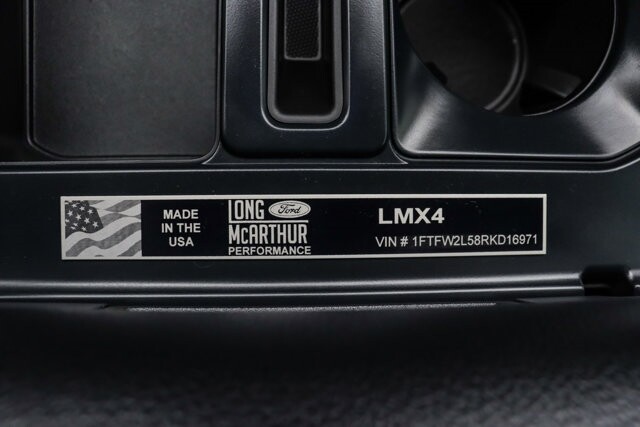 MADE
IN THE
USA
LONG Ford
McARTHUR
PERFORMANCE
LMX4
VIN # 1FTFW2L58RKD16971